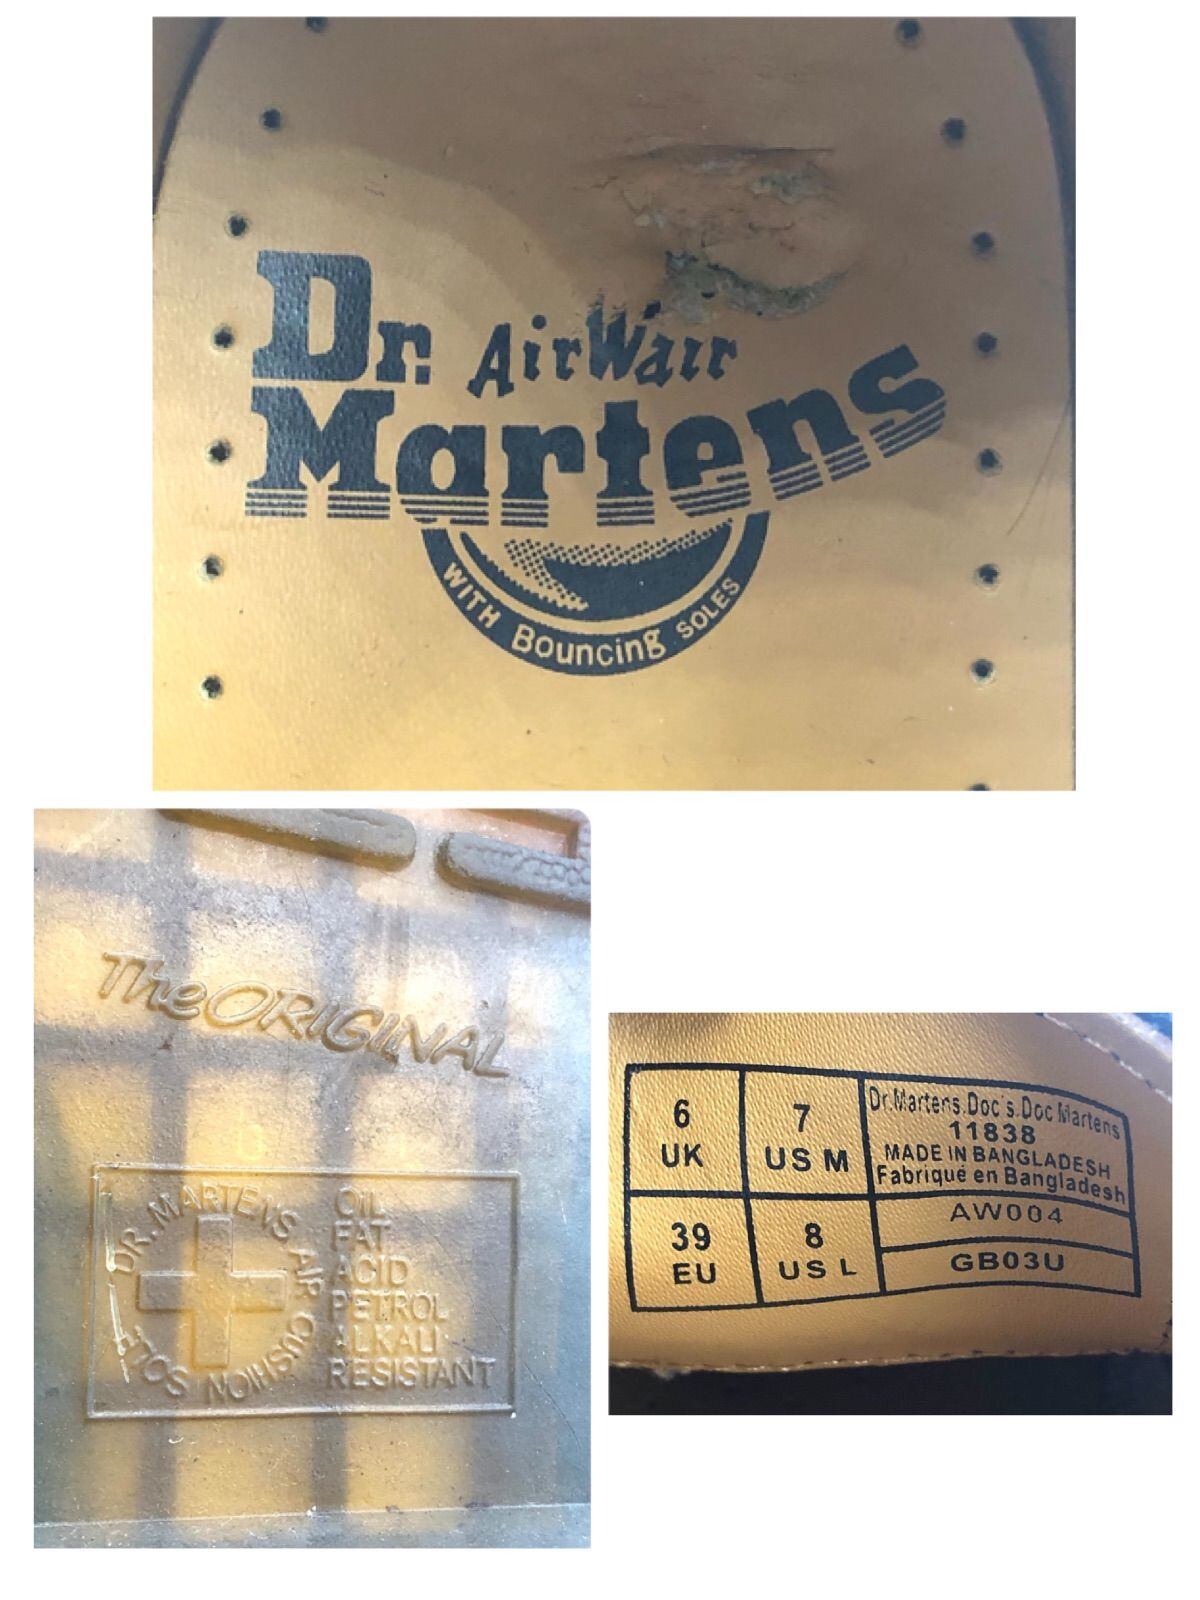 Dr. AirWair
Martens
WITH Bouncing SOLES
The ORIGINAL
DR. MARTENS AIR CUSHION SOLE
OIL
FAT
ACID
PETROL
ALKALI
RESISTANT
6
UK
7
US M
39
EU
8
US L
Dr.Martens.Doc's.Doc Martens
11838
MADE IN BANGLADESH
Fabriqué en Bangladesh
AW004
GB03U